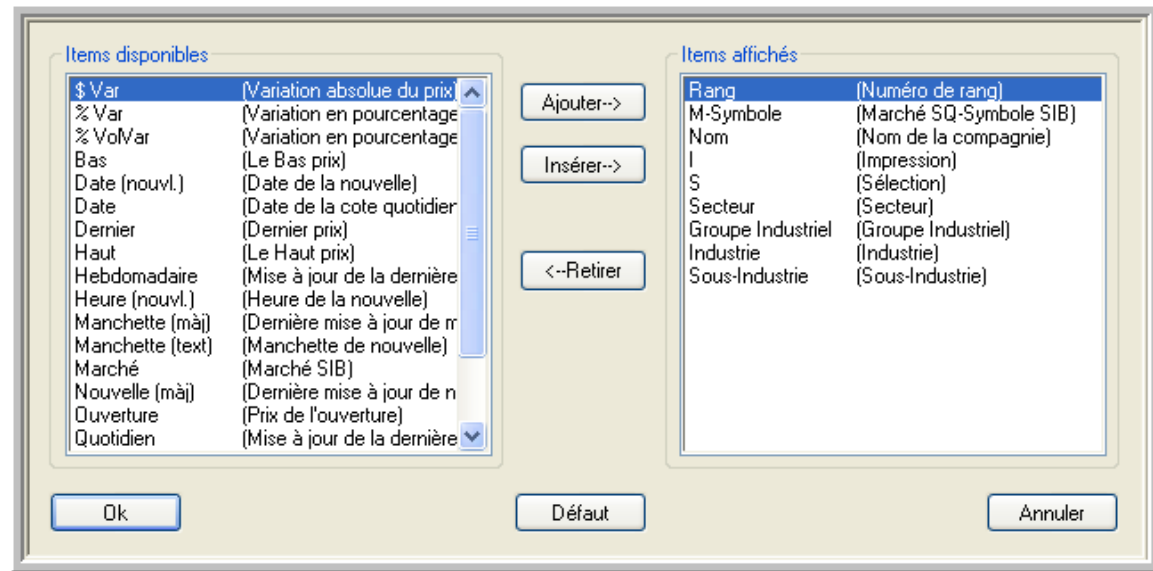 Items disponibles
$ Var (Variation absolue du prix)
% Var (Variation en pourcentage
% VolVar (Variation en pourcentage
Bas (Le Bas prix)
Date (nouvl.) (Date de la nouvelle)
Date (Date de la cote quotidier
Dernier (Dernier prix)
Haut (Le Haut prix)
Hebdomadaire (Mise à jour de la dernière
Heure (nouvl.) (Heure de la nouvelle)
Manchette (màj) (Dernière mise à jour de m
Manchette (text) (Manchette de nouvelle)
Marché (Marché SIB)
Nouvelle (màj) (Dernière mise à jour de n
Ouverture (Prix de l'ouverture)
Quotidien (Mise à jour de la dernière
Ajouter-->
Insérer-->
<--Retirer
Items affichés
Rang (Numéro de rang)
M-Symbole (Marché SQ-Symbole SIB)
Nom (Nom de la compagnie)
I (Impression)
S (Sélection)
Secteur (Secteur)
Groupe Industriel (Groupe Industriel)
Industrie (Industrie)
Sous-Industrie (Sous-Industrie)
Ok
Défaut
Annuler